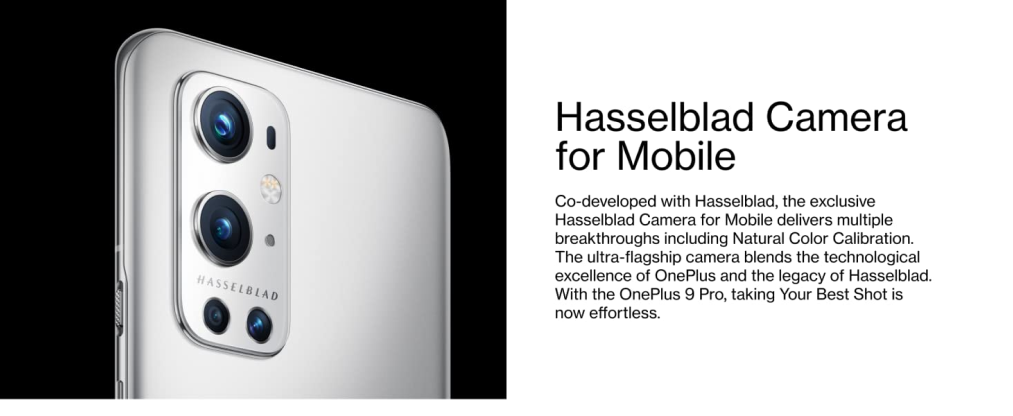 HASSELBLAD
Hasselblad Camera
for Mobile
Co-developed with Hasselblad, the exclusive
Hasselblad Camera for Mobile delivers multiple
breakthroughs including Natural Color Calibration.
The ultra-flagship camera blends the technological
excellence of OnePlus and the legacy of Hasselblad.
With the OnePlus 9 Pro, taking Your Best Shot is
now effortless.